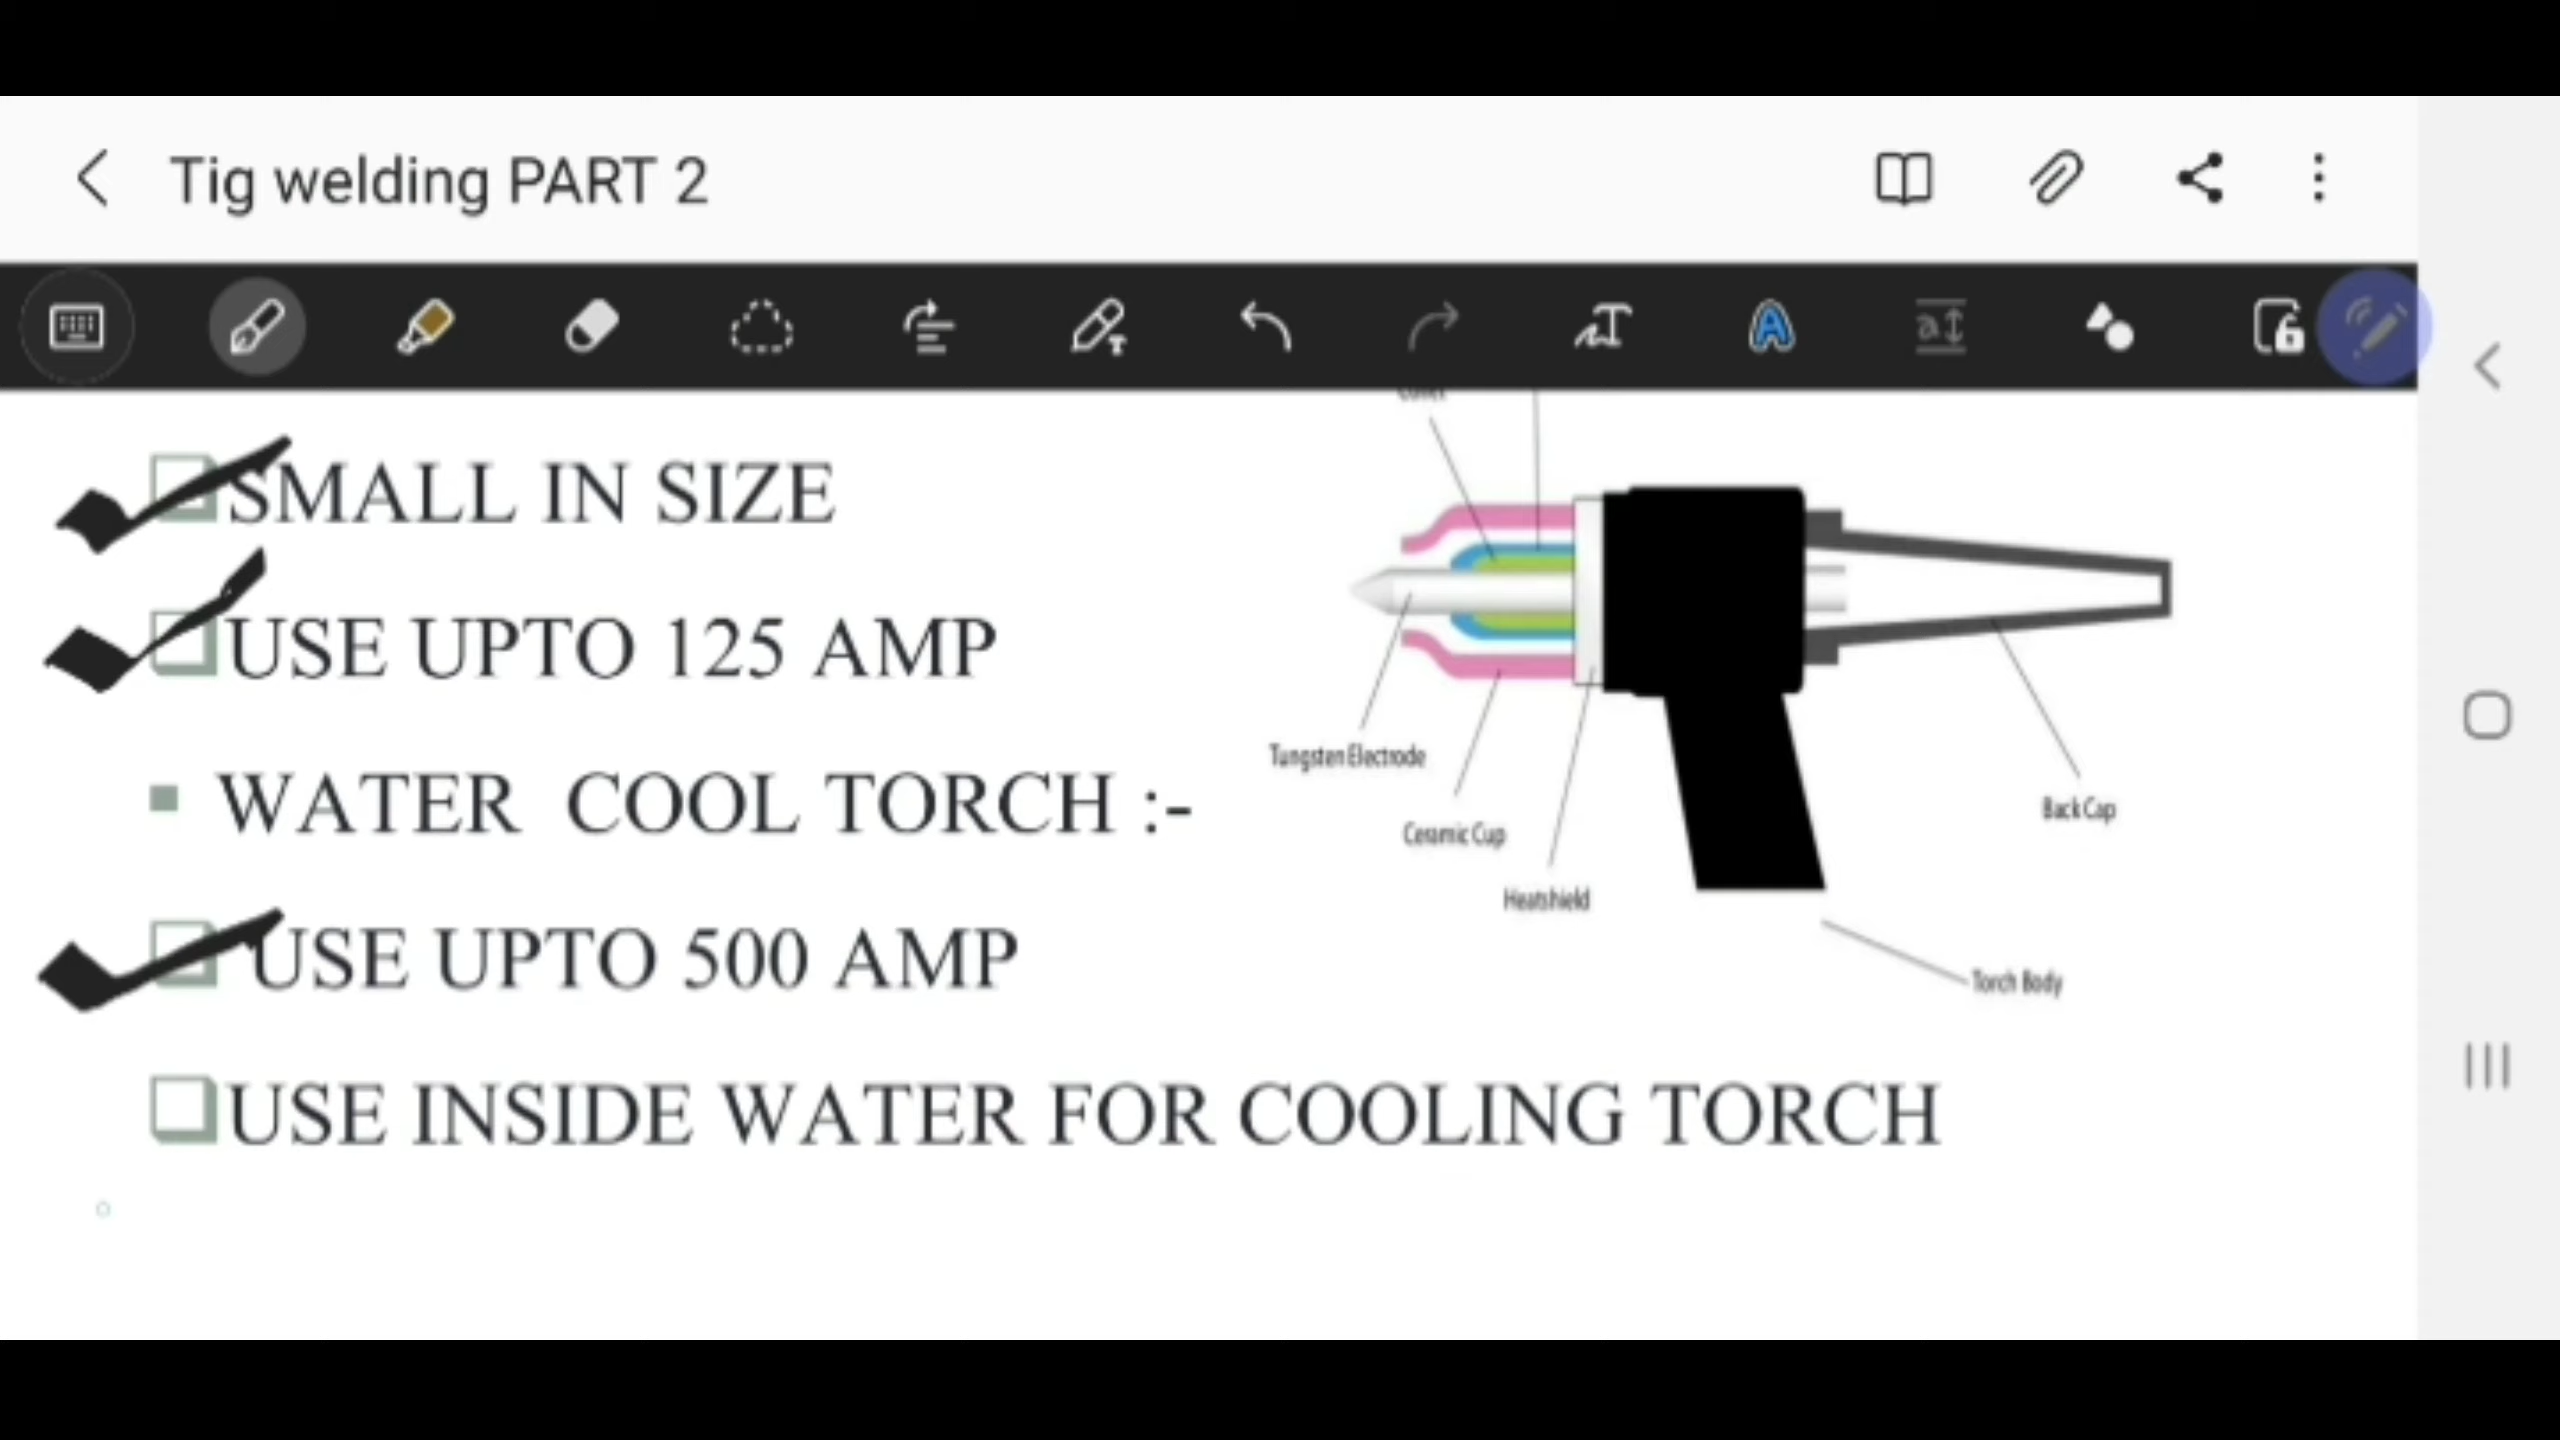 Tig welding PART 2
SMALL IN SIZE
USE UPTO 125 AMP
WATER COOL TORCH :-
USE UPTO 500 AMP
USE INSIDE WATER FOR COOLING TORCH
Tungsten Electrode
Ceramic Cup
Heatshield
Back Cap
Torch Body